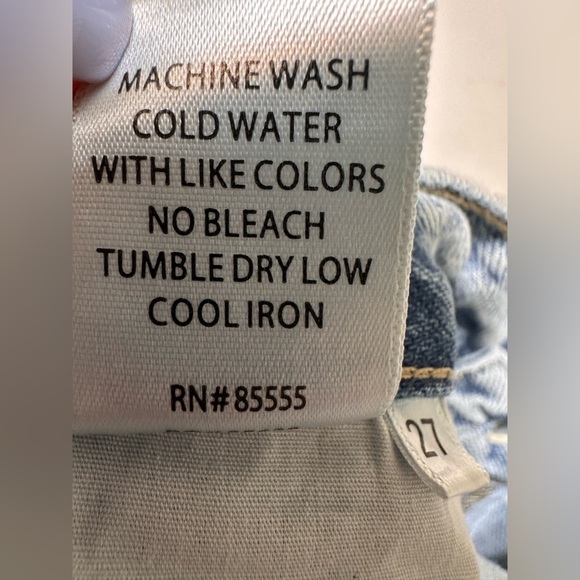 MACHINE WASH
COLD WATER
WITH LIKE COLORS
NO BLEACH
TUMBLE DRY LOW
COOL IRON
RN#85555
27